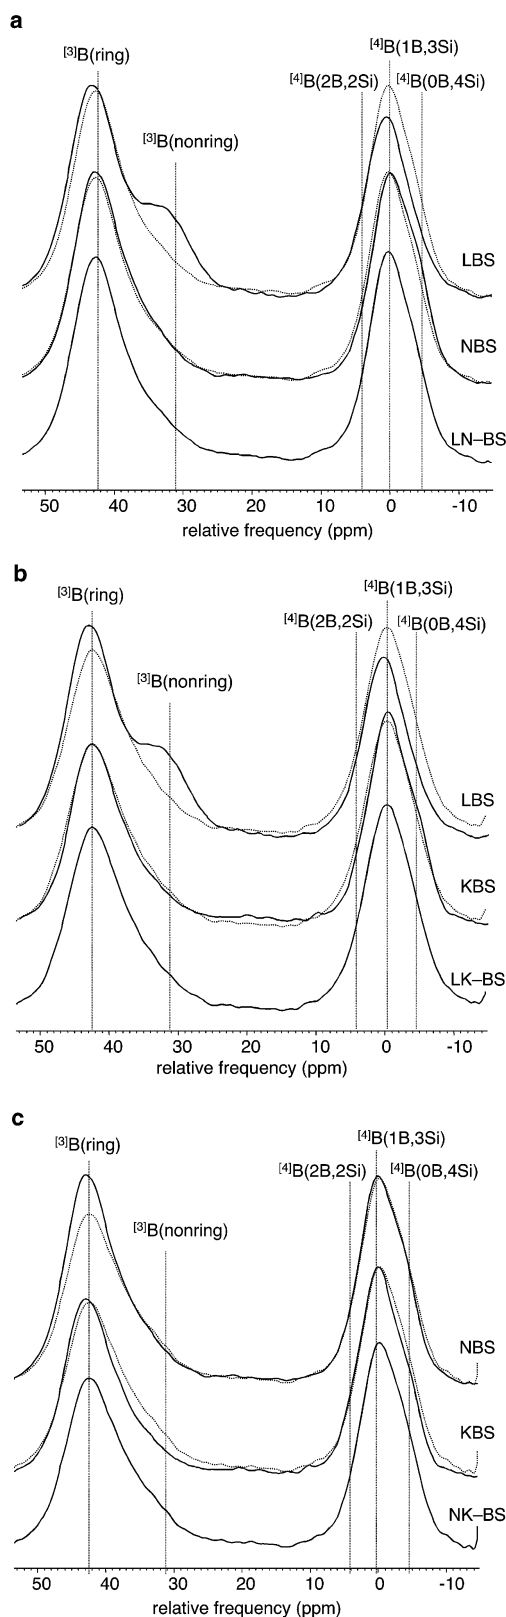 a
[3]B(ring)
[4]B(1B,3Si)
[4]B(2B,2Si)
[4]B(0B,4Si)
[3]B(nonring)
LBS
NBS
LN–BS
50 40 30 20 10 0 -10
relative frequency (ppm)
b
[3]B(ring)
[4]B(1B,3Si)
[4]B(2B,2Si)
[4]B(0B,4Si)
[3]B(nonring)
LBS
KBS
LK–BS
50 40 30 20 10 0 -10
relative frequency (ppm)
c
[3]B(ring)
[4]B(1B,3Si)
[4]B(2B,2Si)
[4]B(0B,4Si)
[3]B(nonring)
NBS
KBS
NK–BS
50 40 30 20 10 0 -10
relative frequency (ppm)